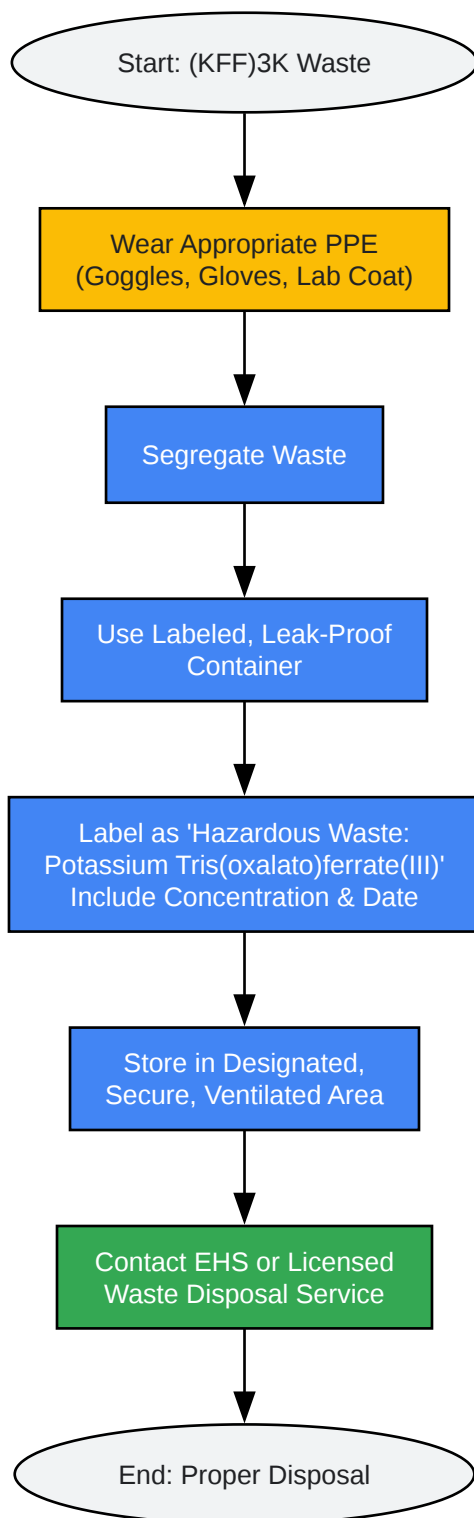 Start: (KFF)3K Waste
Wear Appropriate PPE
(Goggles, Gloves, Lab Coat)
Segregate Waste
Use Labeled, Leak-Proof
Container
Label as 'Hazardous Waste:
Potassium Tris(oxalato)ferrate(III)'
Include Concentration & Date
Store in Designated,
Secure, Ventilated Area
Contact EHS or Licensed
Waste Disposal Service
End: Proper Disposal